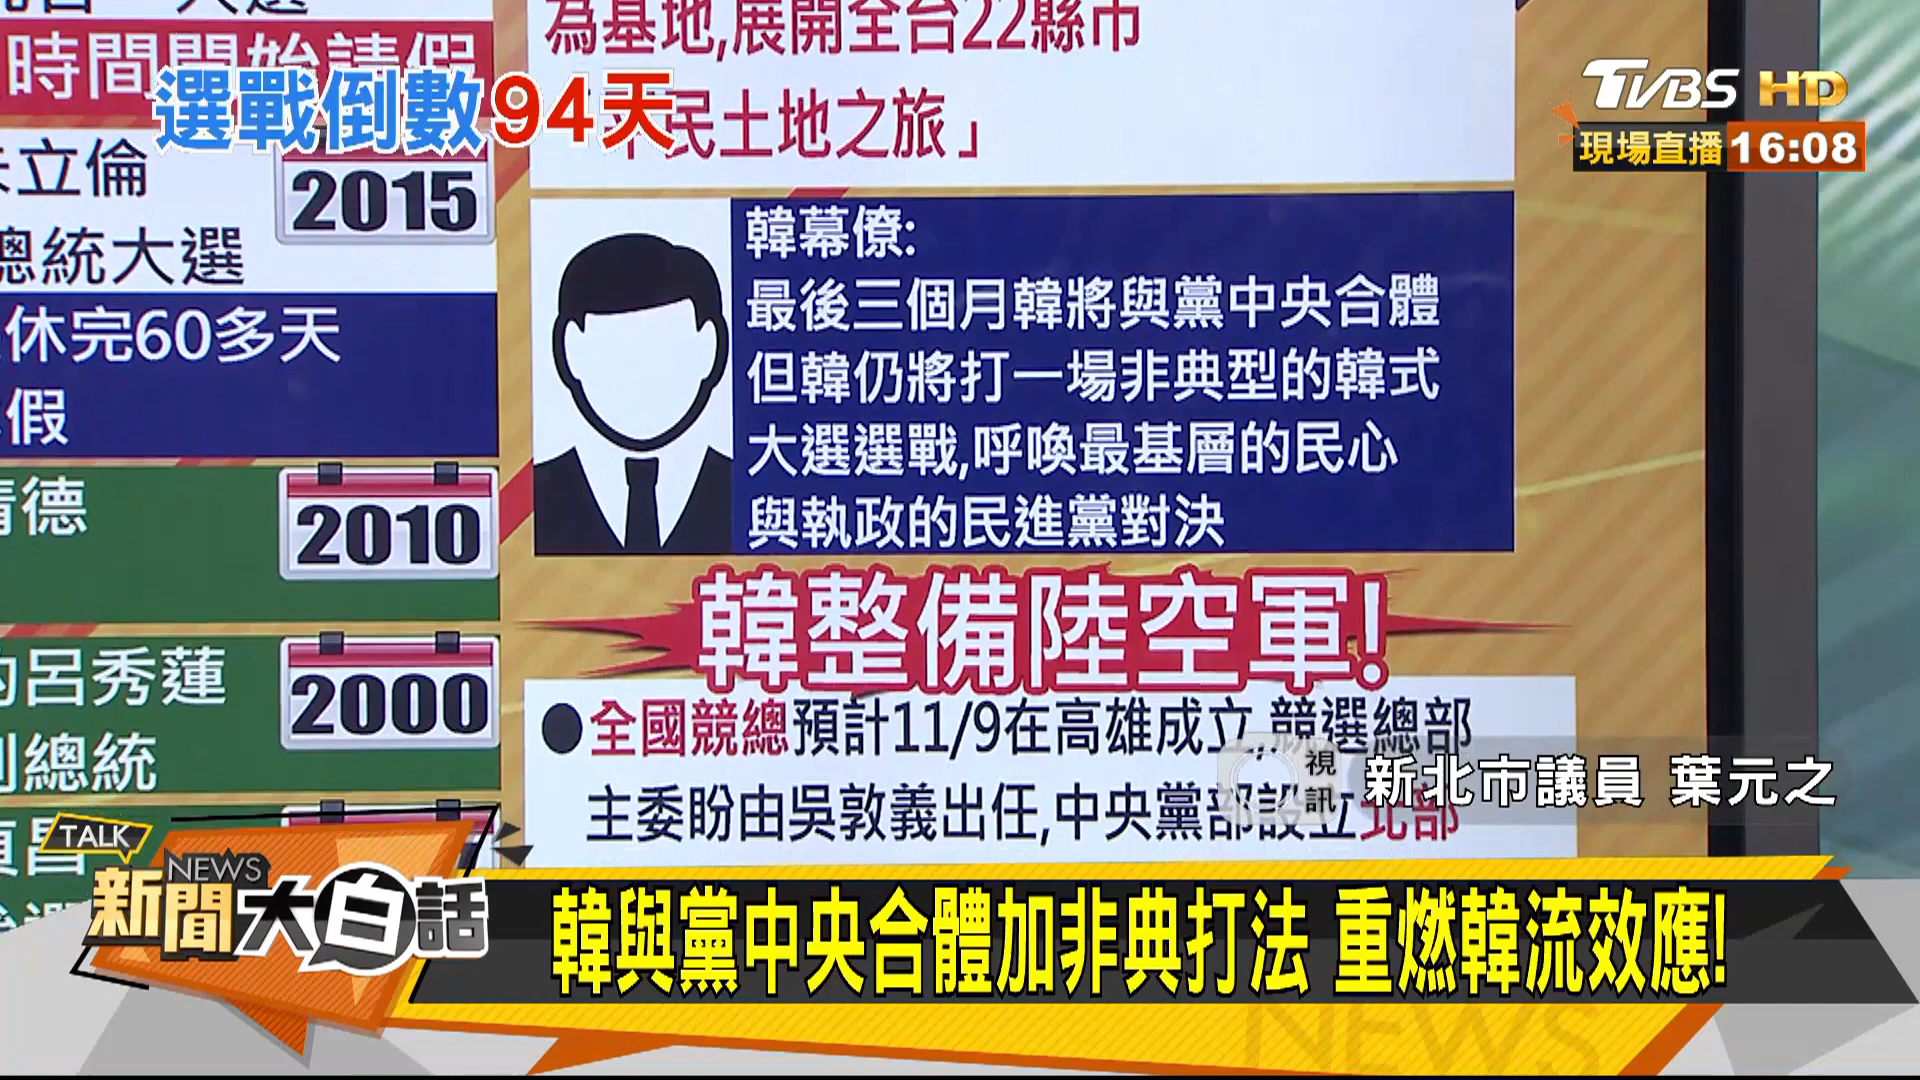 時間開始請假
選戰倒數94天
立倫
2015
總統大選
休完60多天
假
德
2010
呂秀蓮
2000
總統
為基地,展開全台22縣市
民土地之旅」
韓幕僚:
最後三個月韓將與黨中央合體
但韓仍將打一場非典型的韓式
大選選戰,呼喚最基層的民心
與執政的民進黨對決
韓整備陸空軍!
●全國競總預計11/9在高雄成立,競選總部
主委盼由吳敦義出任,中央黨部設立北部
TVBS HD
現場直播 16:08
視訊
新北市議員 葉元之
TALK
NEWS
新聞大白話
韓與黨中央合體加非典打法 重燃韓流效應!
NEWS